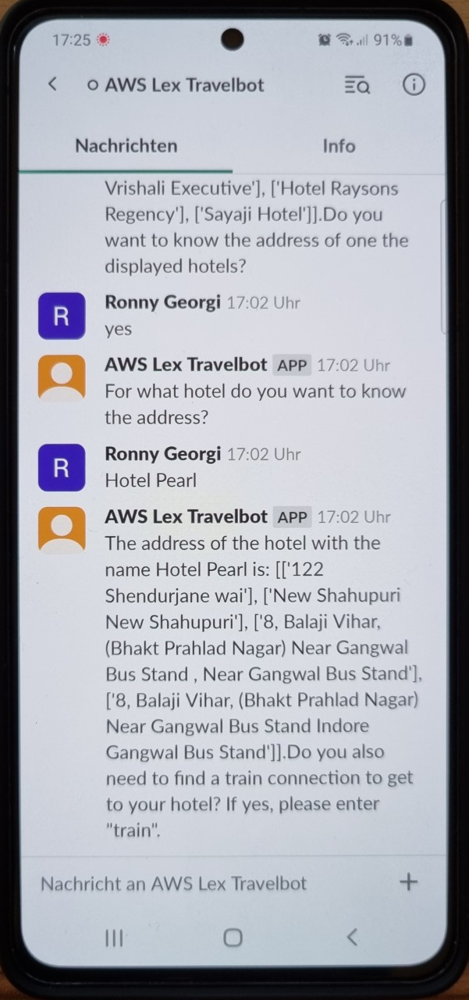 17:25 91%
AWS Lex Travelbot
Nachrichten Info
Vrishali Executive'], ['Hotel Raysons
Regency'], ['Sayaji Hotel']].Do you
want to know the address of one the
displayed hotels?
R
Ronny Georgi 17:02 Uhr
yes
AWS Lex Travelbot APP 17:02 Uhr
For what hotel do you want to know
the address?
R
Ronny Georgi 17:02 Uhr
Hotel Pearl
AWS Lex Travelbot APP 17:02 Uhr
The address of the hotel with the
name Hotel Pearl is: [['122
Shendurjane wai'], ['New Shahupuri
New Shahupuri'], ['8, Balaji Vihar,
(Bhakt Prahlad Nagar) Near Gangwal
Bus Stand , Near Gangwal Bus Stand'],
['8, Balaji Vihar, (Bhakt Prahlad Nagar)
Near Gangwal Bus Stand Indore
Gangwal Bus Stand']].Do you also
need to find a train connection to get
to your hotel? If yes, please enter
"train".
Nachricht an AWS Lex Travelbot